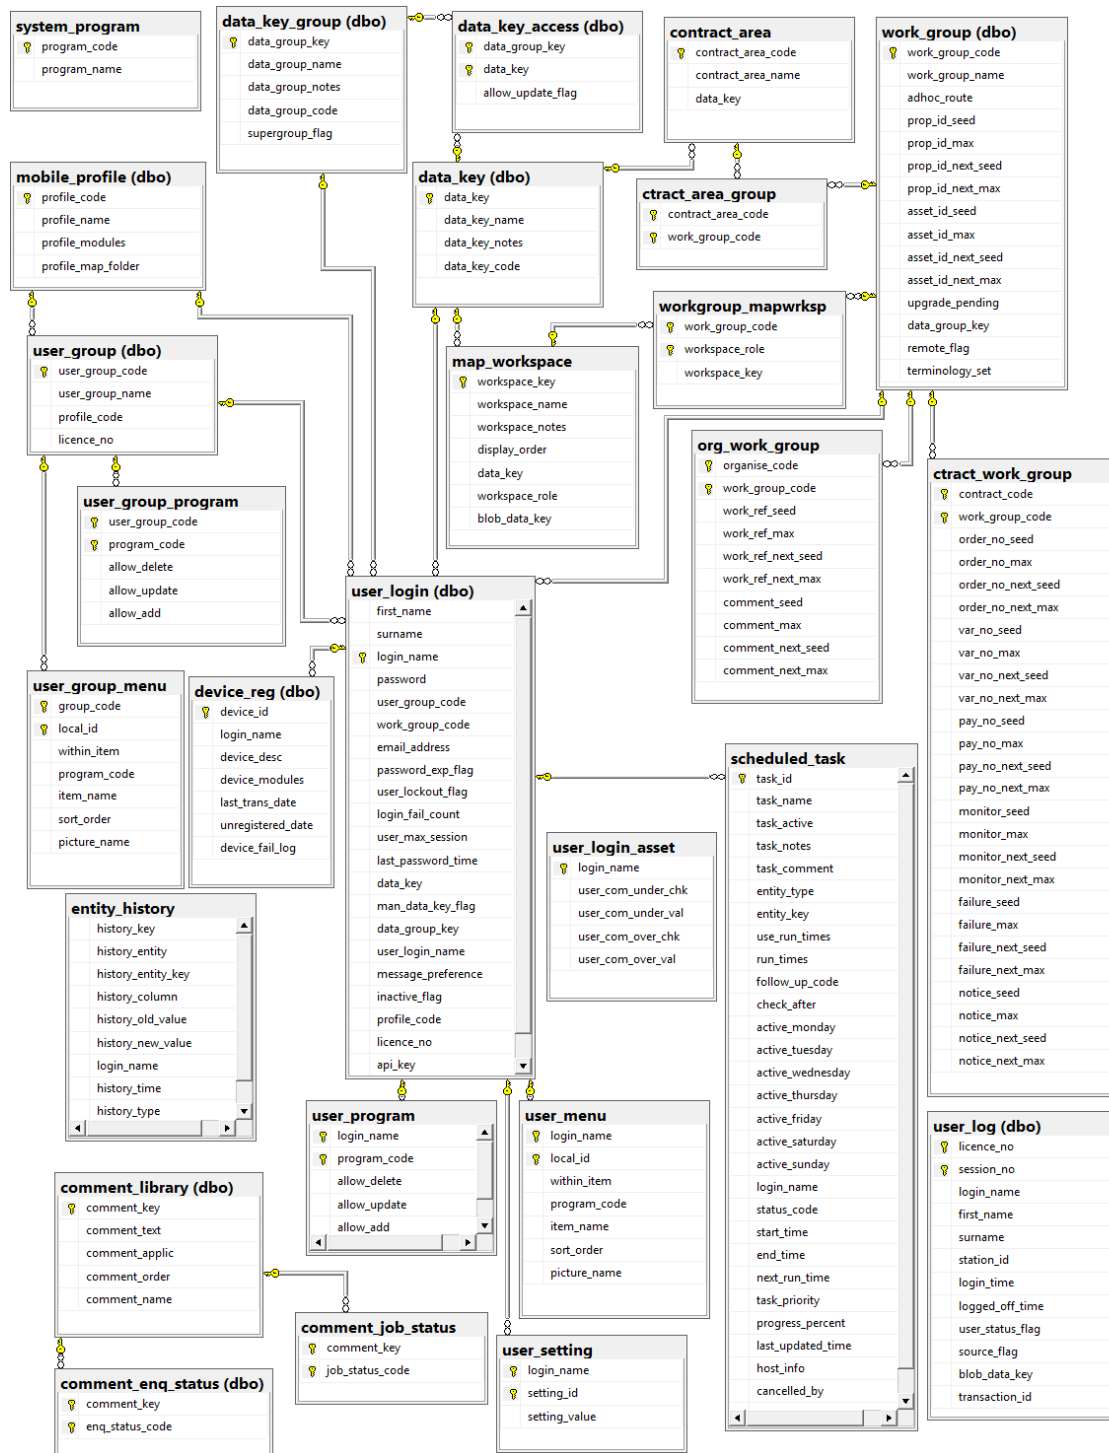 system_program
program_code
program_name
data_key_group (dbo)
data_group_key
data_group_name
data_group_notes
data_group_code
supergroup_flag
data_key_access (dbo)
data_group_key
data_key
allow_update_flag
contract_area
contract_area_code
contract_area_name
data_key
work_group (dbo)
work_group_code
work_group_name
adhoc_route
prop_id_seed
prop_id_max
prop_id_next_seed
prop_id_next_max
asset_id_seed
asset_id_max
asset_id_next_seed
asset_id_next_max
upgrade_pending
data_group_key
remote_flag
terminology_set
mobile_profile (dbo)
profile_code
profile_name
profile_modules
profile_map_folder
data_key (dbo)
data_key
data_key_name
data_key_notes
data_key_code
ctract_area_group
contract_area_code
work_group_code
workgroup_mapwrksp
work_group_code
workspace_role
workspace_key
user_group (dbo)
user_group_code
user_group_name
profile_code
licence_no
map_workspace
workspace_key
workspace_name
workspace_notes
display_order
data_key
workspace_role
blob_data_key
org_work_group
organise_code
work_group_code
work_ref_seed
work_ref_max
work_ref_next_seed
work_ref_next_max
comment_seed
comment_max
comment_next_seed
comment_next_max
ctract_work_group
contract_code
work_group_code
order_no_seed
order_no_max
order_no_next_seed
order_no_next_max
var_no_seed
var_no_max
var_no_next_seed
var_no_next_max
pay_no_seed
pay_no_max
pay_no_next_seed
pay_no_next_max
monitor_seed
monitor_max
monitor_next_seed
monitor_next_max
failure_seed
failure_max
failure_next_seed
failure_next_max
notice_seed
notice_max
notice_next_seed
notice_next_max
user_group_program
user_group_code
program_code
allow_delete
allow_update
allow_add
user_login (dbo)
first_name
surname
login_name
password
user_group_code
work_group_code
email_address
password_exp_flag
user_lockout_flag
login_fail_count
user_max_session
last_password_time
data_key
man_data_key_flag
data_group_key
user_login_name
message_preference
inactive_flag
profile_code
licence_no
api_key
user_group_menu
group_code
local_id
within_item
program_code
item_name
sort_order
picture_name
device_reg (dbo)
device_id
login_name
device_desc
device_modules
last_trans_date
unregistered_date
device_fail_log
scheduled_task
task_id
task_name
task_active
task_notes
task_comment
entity_type
entity_key
use_run_times
run_times
follow_up_code
check_after
active_monday
active_tuesday
active_wednesday
active_thursday
active_friday
active_saturday
active_sunday
login_name
status_code
start_time
end_time
next_run_time
task_priority
progress_percent
last_updated_time
host_info
cancelled_by
user_login_asset
login_name
user_com_under_chk
user_com_under_val
user_com_over_chk
user_com_over_val
entity_history
history_key
history_entity
history_entity_key
history_column
history_old_value
history_new_value
login_name
history_time
history_type
user_program
login_name
program_code
allow_delete
allow_update
allow_add
user_menu
login_name
local_id
within_item
program_code
item_name
sort_order
picture_name
user_log (dbo)
licence_no
session_no
login_name
first_name
surname
station_id
login_time
logged_off_time
user_status_flag
source_flag
blob_data_key
transaction_id
comment_library (dbo)
comment_key
comment_text
comment_applic
comment_order
comment_name
comment_job_status
comment_key
job_status_code
user_setting
login_name
setting_id
setting_value
comment_enq_status (dbo)
comment_key
enq_status_code